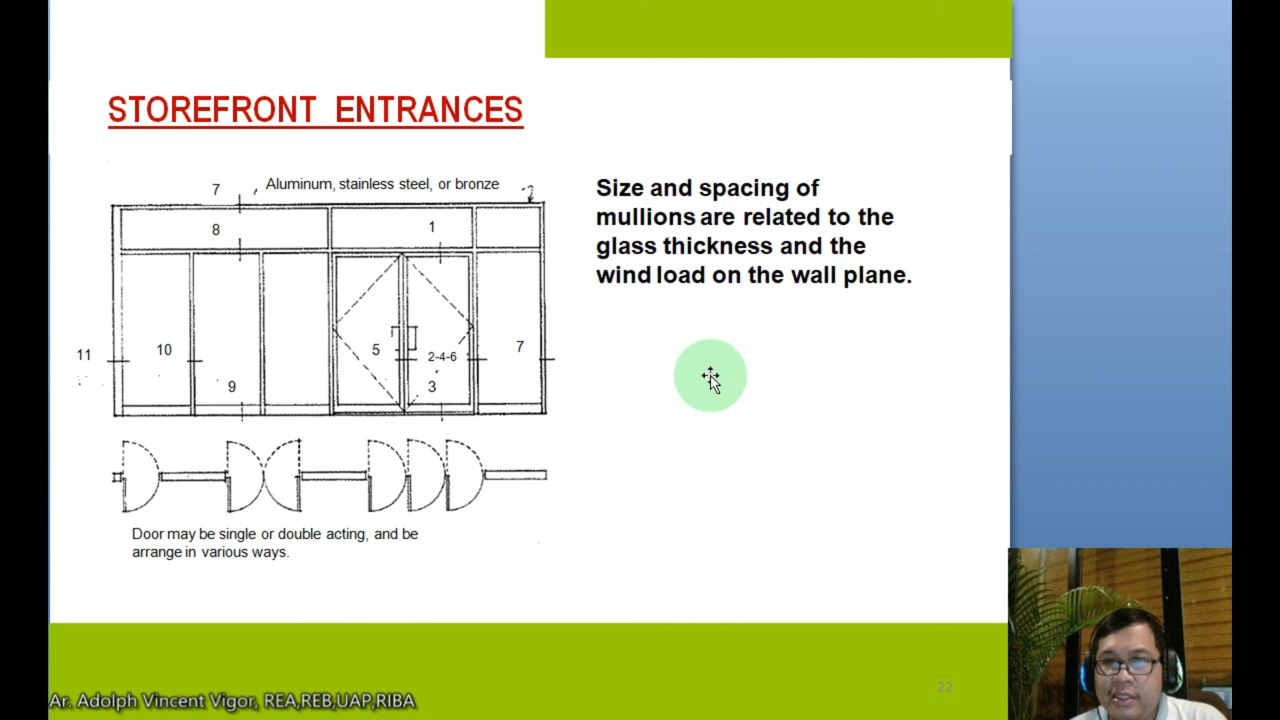 STOREFRONT ENTRANCES
7
Aluminum, stainless steel, or bronze
8
1
11
10
5
2-4-6
7
9
3
Door may be single or double acting, and be
arrange in various ways.
Size and spacing of
mullions are related to the
glass thickness and the
wind load on the wall plane.
22
Ar. Adolph Vincent Vigor, REA,REB,UAP,RIBA